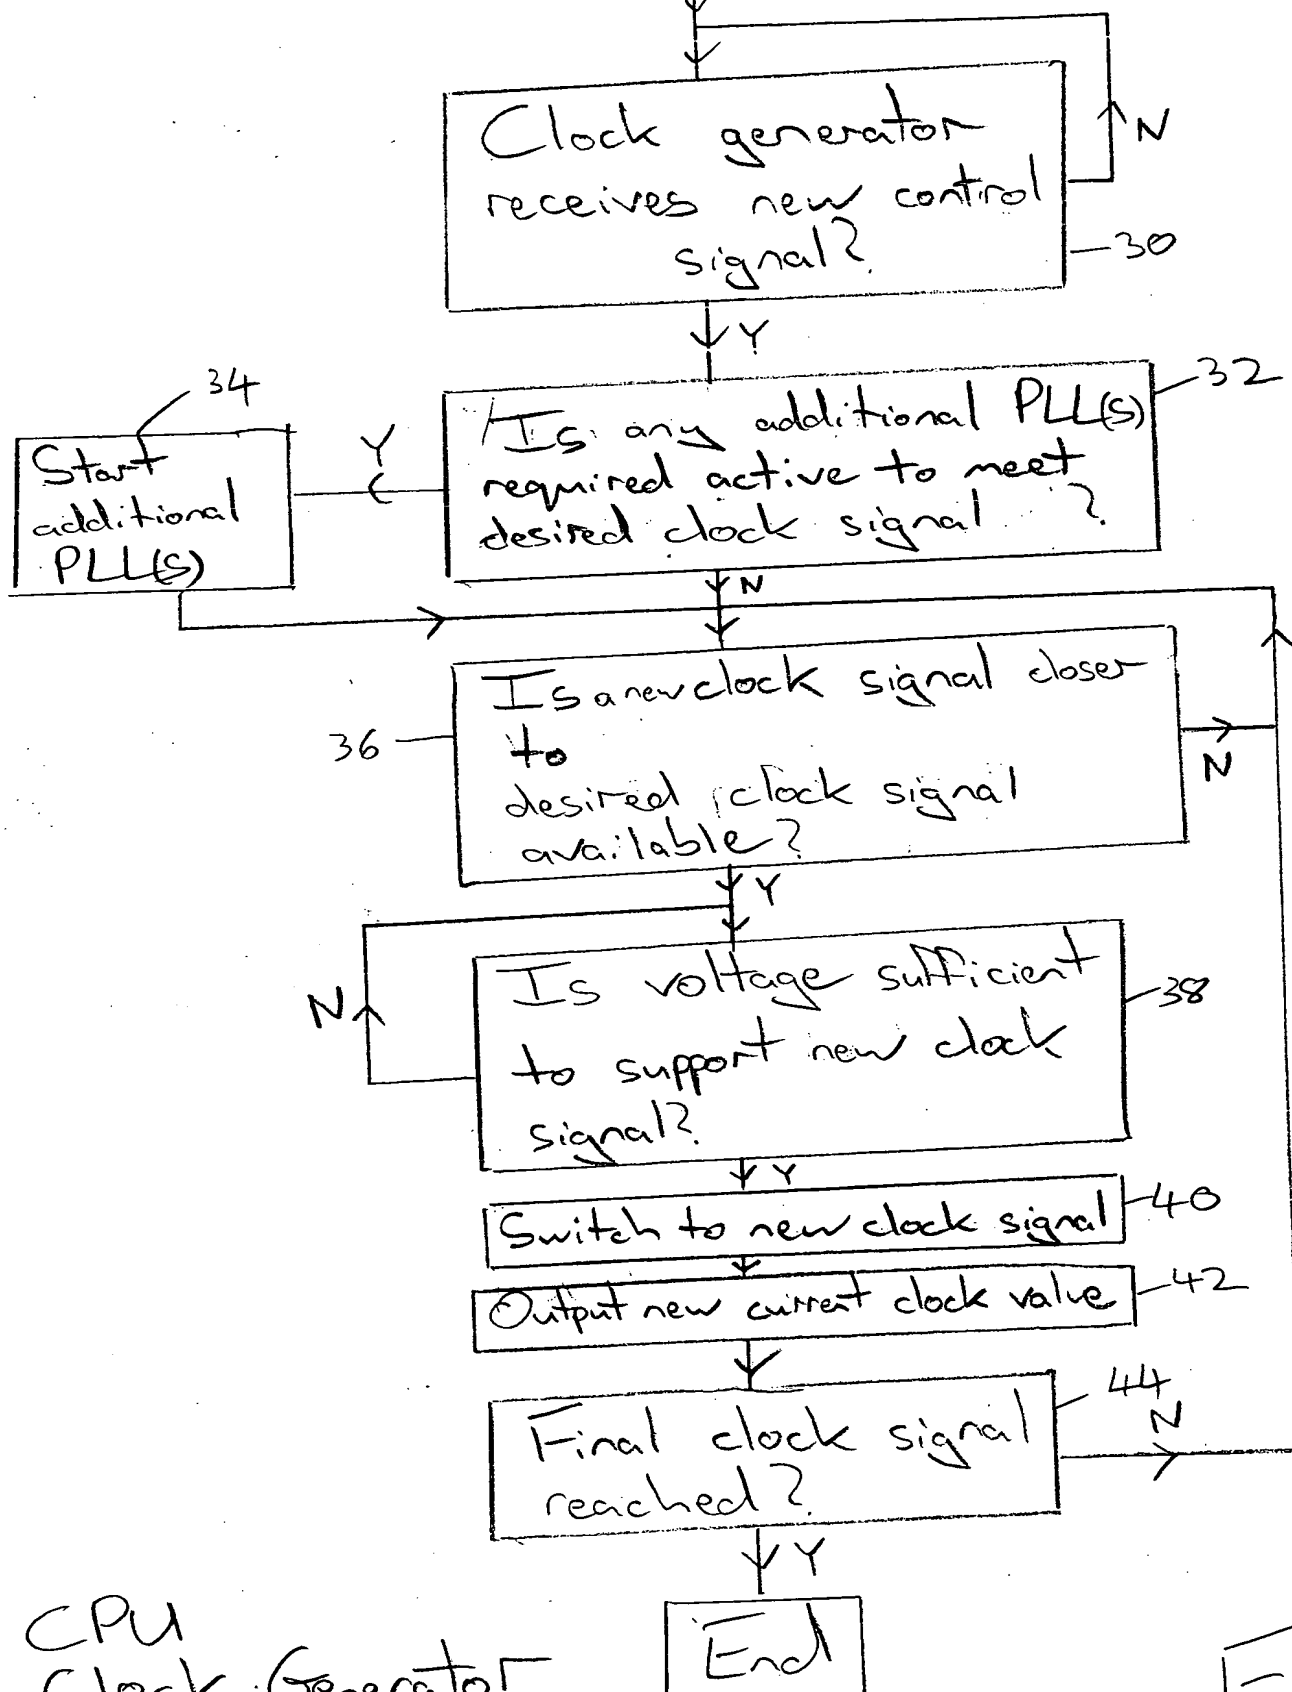 Clock generator
receives new control
signal?
N
30
Y
34
32
Start
additional
PLL(s)
Y
Is any additional PLL(s)
required active to meet
desired clock signal ?
N
Is a new clock signal closer
to
desired clock signal
available?
36
N
Y
Is voltage sufficient
to support new clock
signal?
N
38
Y
Switch to new clock signal
40
Output new current clock value
42
Final clock signal
reached?
44
N
Y
End
CPU
Clock Generator